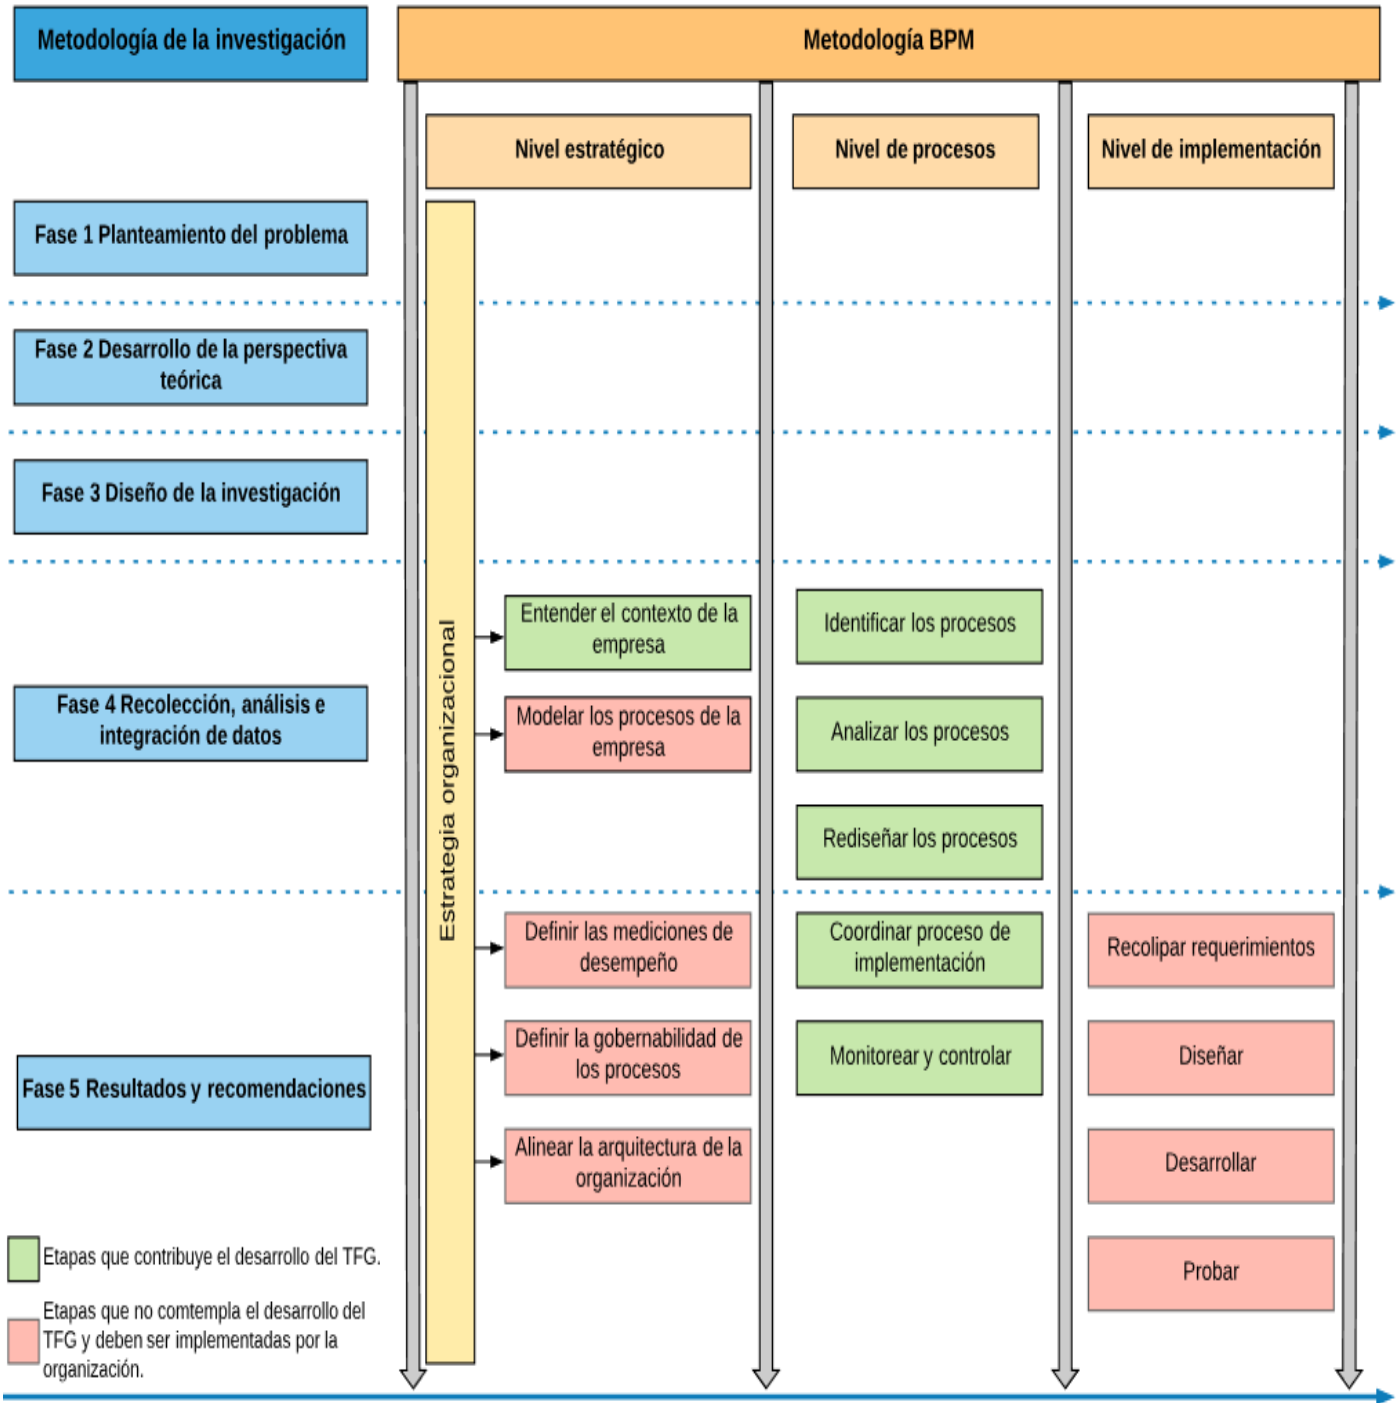 Metodología de la investigación
Metodología BPM
Nivel estratégico
Nivel de procesos
Nivel de implementación
Fase 1 Planteamiento del problema
Fase 2 Desarrollo de la perspectiva
teórica
Fase 3 Diseño de la investigación
Estrategia organizacional
Entender el contexto de la
empresa
Identificar los procesos
Fase 4 Recolección, análisis e
integración de datos
Modelar los procesos de la
empresa
Analizar los procesos
Rediseñar los procesos
Definir las mediciones de
desempeño
Coordinar proceso de
implementación
Recolipar requerimientos
Fase 5 Resultados y recomendaciones
Definir la gobernabilidad de
los procesos
Monitorear y controlar
Diseñar
Alinear la arquitectura de la
organización
Desarrollar
Probar
Etapas que contribuye el desarrollo del TFG.
Etapas que no comtempla el desarrollo del
TFG y deben ser implementadas por la
organización.